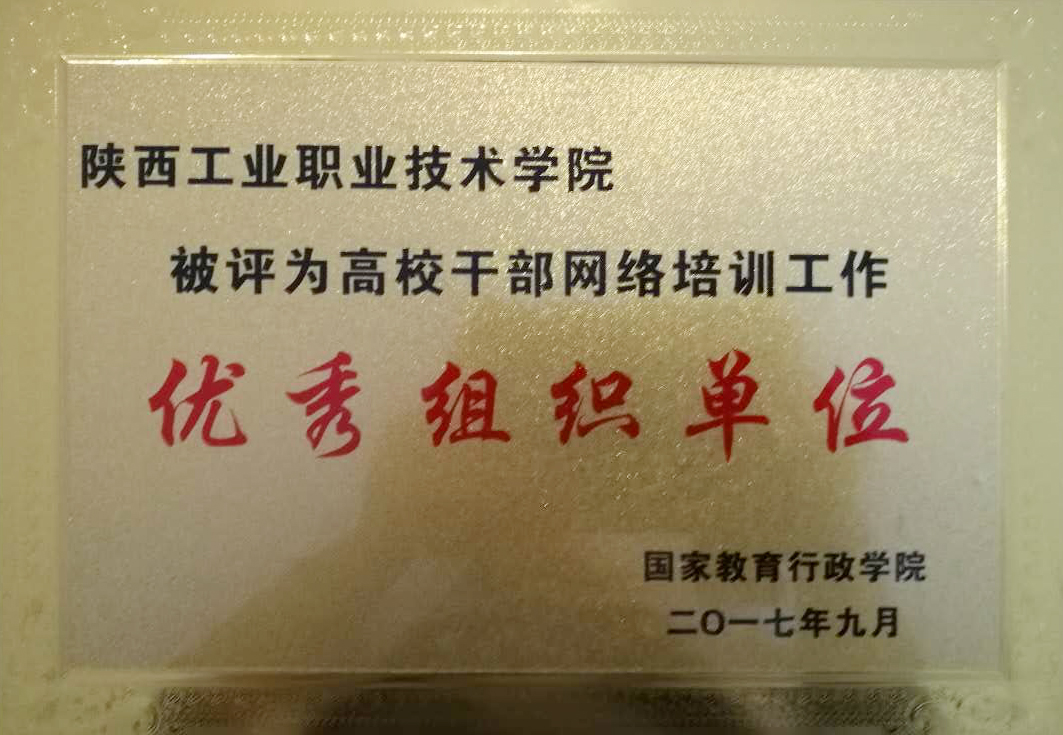 陕西工业职业技术学院
被评为高校干部网络培训工作
优秀组织单位
国家教育行政学院
二〇一七年九月